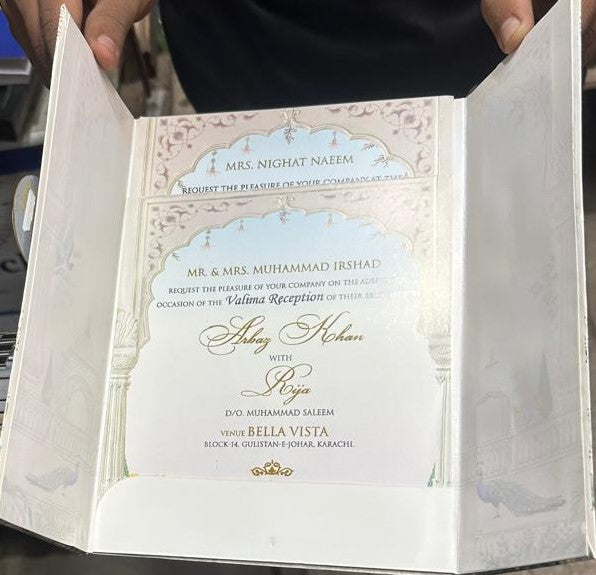 MRS. NIGHAT NAEEM
REQUEST THE PLEASURE OF YOUR COMPANY AT THE
MR. & MRS. MUHAMMAD IRSHAD
REQUEST THE PLEASURE OF YOUR COMPANY ON THE
OCCASION OF THE Valima Reception OF THEIR
Arbaz Khan
WITH
Rija
D/O. MUHAMMAD SALEEM
VENUE BELLA VISTA
BLOCK-14, GULISTAN-E-JOHAR, KARACHI.